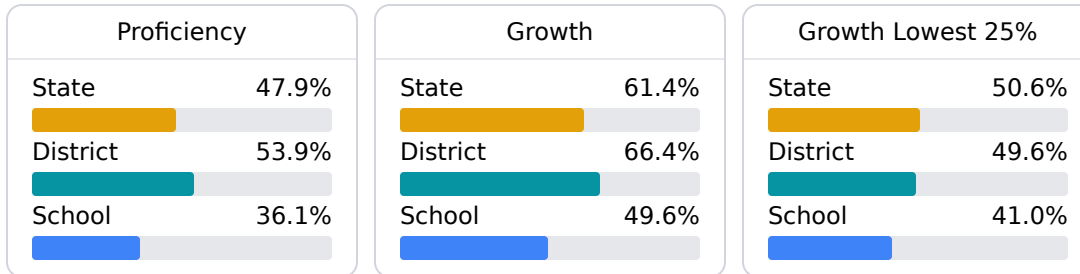 Proficiency
State 47.9%
District 53.9%
School 36.1%
Growth
State 61.4%
District 66.4%
School 49.6%
Growth Lowest 25%
State 50.6%
District 49.6%
School 41.0%